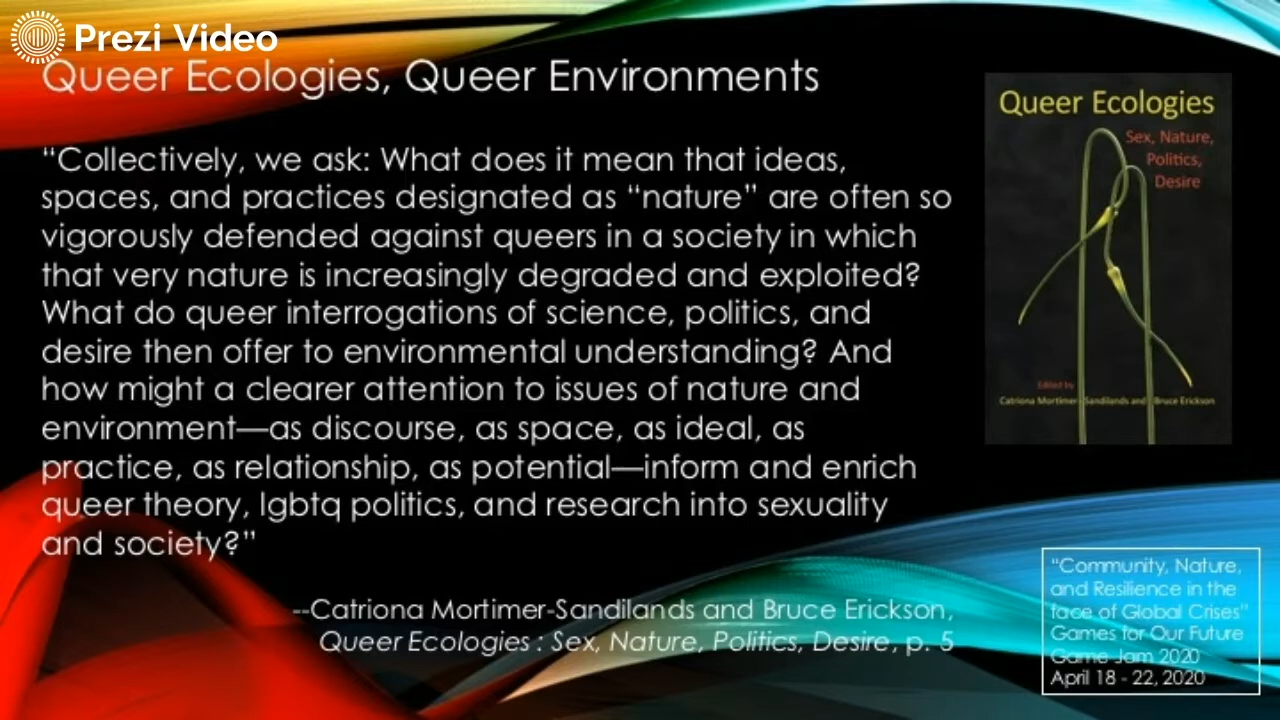 Prezi Video
Queer Ecologies, Queer Environments
“Collectively, we ask: What does it mean that ideas,
spaces, and practices designated as “nature” are often so
vigorously defended against queers in a society in which
that very nature is increasingly degraded and exploited?
What do queer interrogations of science, politics, and
desire then offer to environmental understanding? And
how might a clearer attention to issues of nature and
environment—as discourse, as space, as ideal, as
practice, as relationship, as potential—inform and enrich
queer theory, lgbtq politics, and research into sexuality
and society?”
--Catriona Mortimer-Sandilands and Bruce Erickson,
Queer Ecologies : Sex, Nature, Politics, Desire, p. 5
Queer Ecologies
Sex, Nature,
Politics,
Desire
Edited by
Catriona Mortimer-Sandilands and Bruce Erickson
“Community, Nature,
and Resilience in the
face of Global Crises”
Games for Our Future
Game Jam 2020
April 18 - 22, 2020